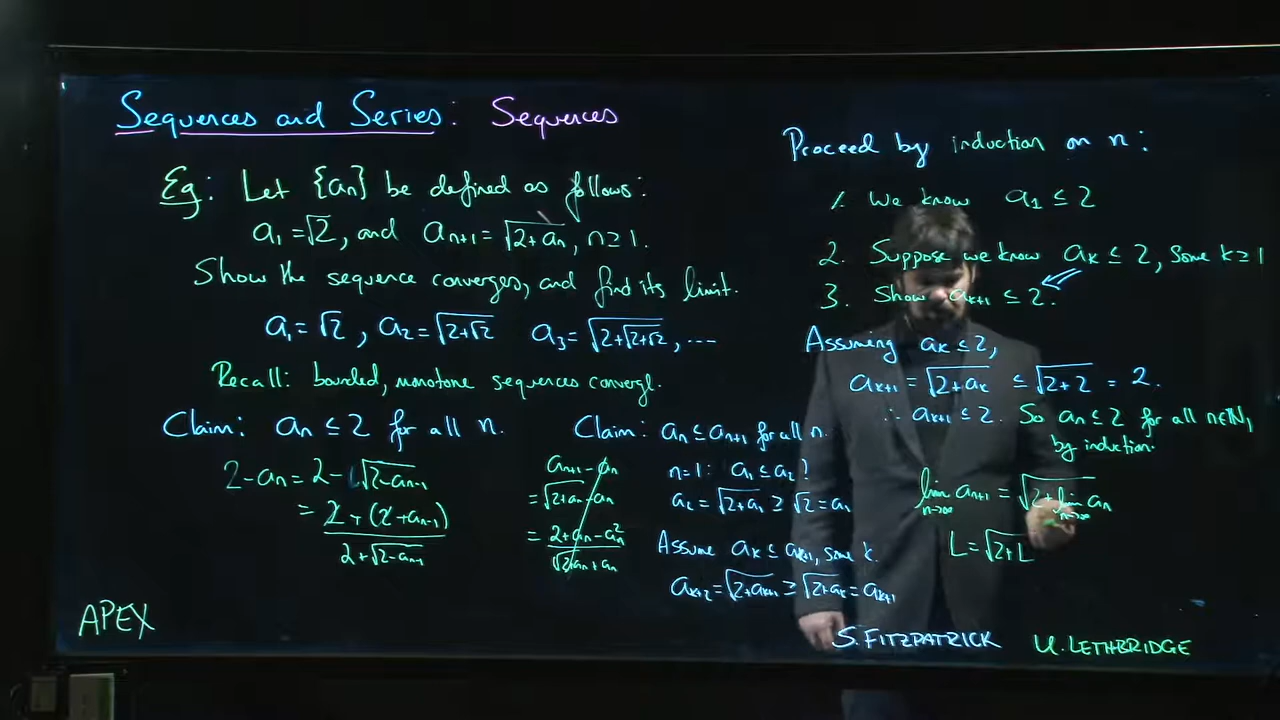 Sequences and Series: Sequences
Eg: Let {an} be defined as follows:
a₁ = √2, and aₙ₊₁ = √(2+aₙ), n≥1.
Show the sequence converges, and find its limit.
a₁ = √2, a₂ = √(2+√2) a₃ = √(2+√(2+√2)), ...
Recall: bounded, monotone sequences converge.
Claim: aₙ ≤ 2 for all n.
2-aₙ = 2-√(2-aₙ₋₁)
= 2+(2+aₙ₋₁)/(2+√(2-aₙ₋₁))
Claim: aₙ ≤ aₙ₊₁ for all n.
aₙ₊₁ - aₙ
= √(2+aₙ) - aₙ
= (2+aₙ-aₙ²)/(√(2+aₙ)+aₙ)
n=1: a₁ ≤ a₂?
a₂ = √(2+a₁) ≥ √2 = a₁
Assume aₖ ≤ aₖ₊₁, some k.
aₖ₊₂ = √(2+aₖ₊₁) ≥ √(2+aₖ) = aₖ₊₁
Proceed by induction on n:
1. We know a₁ ≤ 2
2. Suppose we know aₖ ≤ 2, some k≥1
3. Show aₖ₊₁ ≤ 2.
Assuming aₖ ≤ 2,
aₖ₊₁ = √(2+aₖ) ≤ √(2+2) = 2.
∴ aₖ₊₁ ≤ 2. So aₙ ≤ 2 for all n∈ℕ,
by induction.
lim n→∞ aₙ₊₁ = √(2+lim n→∞ aₙ)
L = √(2+L)
APEX
S. FITZPATRICK U. LETHBRIDGE